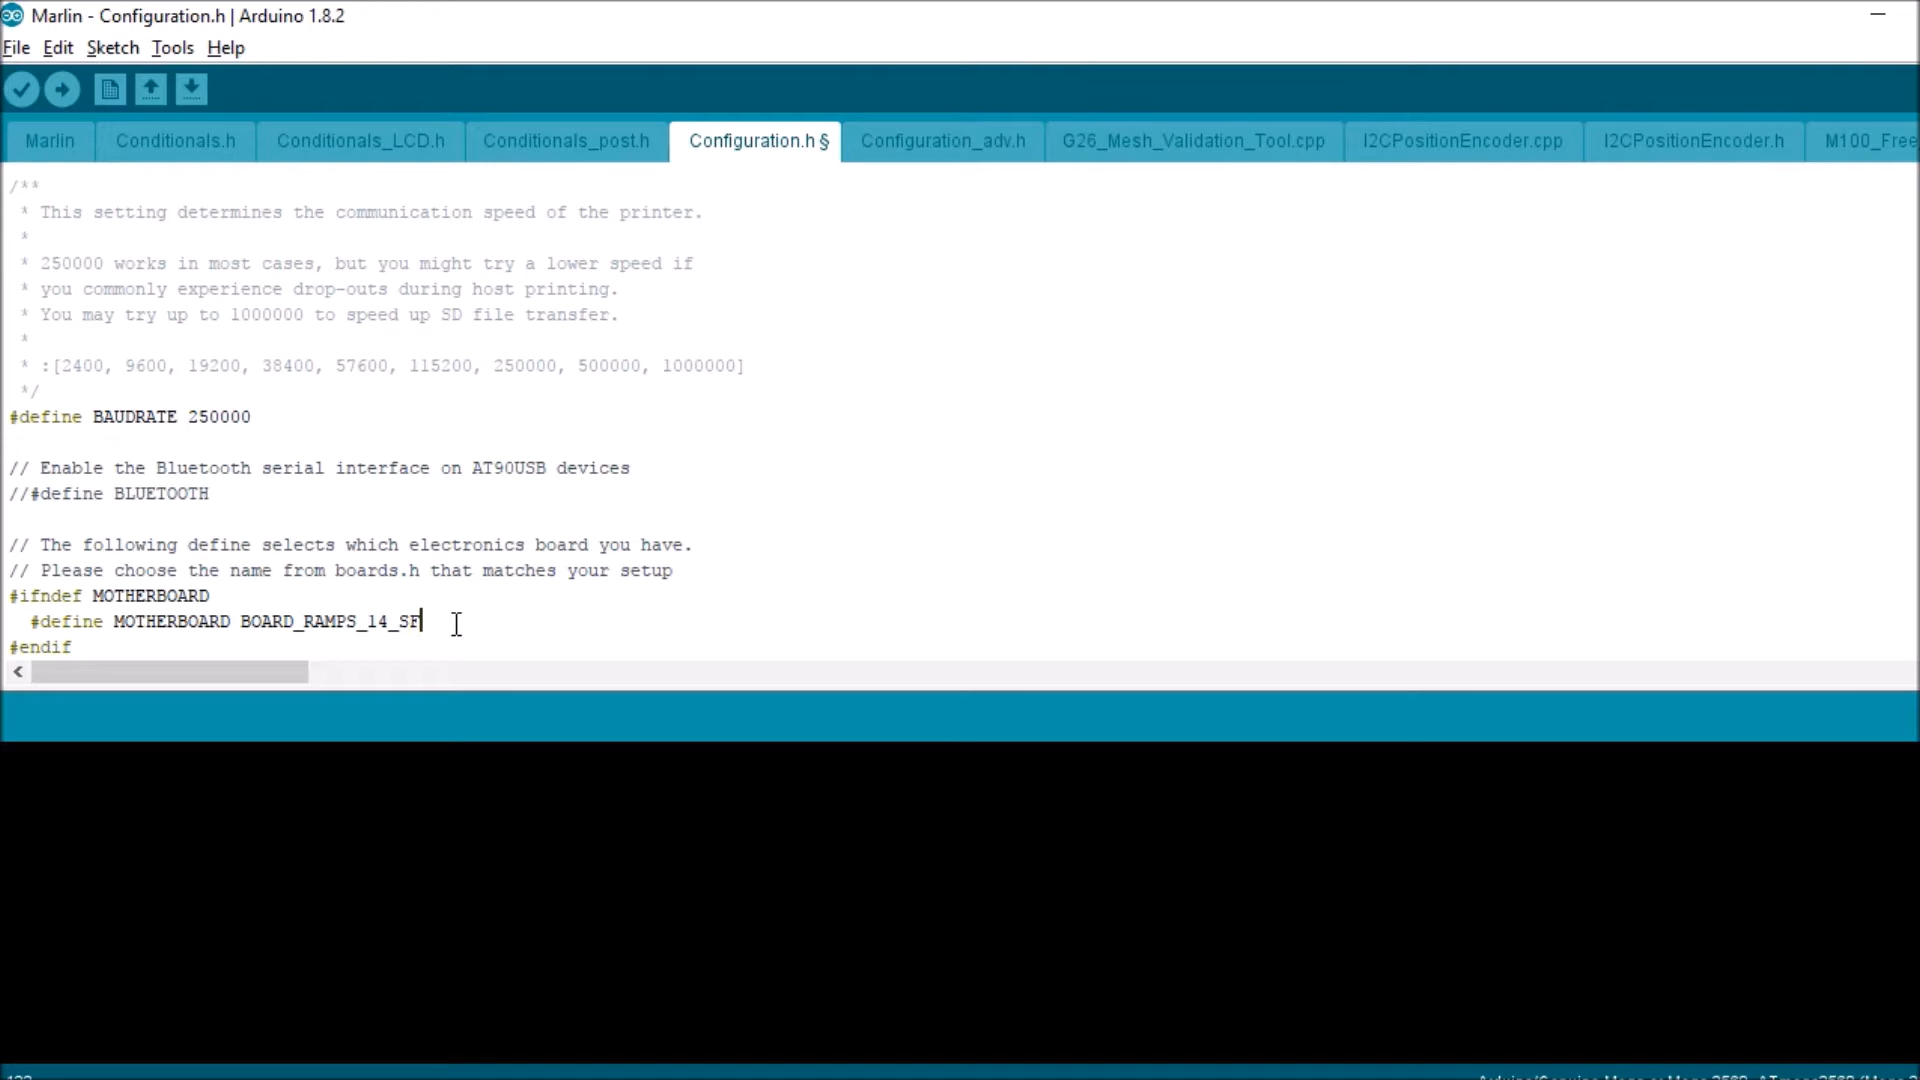 Marlin - Configuration.h | Arduino 1.8.2
File Edit Sketch Tools Help
Marlin Conditionals.h Conditionals_LCD.h Conditionals_post.h Configuration.h § Configuration_adv.h G26_Mesh_Validation_Tool.cpp I2CPositionEncoder.cpp I2CPositionEncoder.h M100_Free
/**
* This setting determines the communication speed of the printer.
*
* 250000 works in most cases, but you might try a lower speed if
* you commonly experience drop-outs during host printing.
* You may try up to 1000000 to speed up SD file transfer.
*
* :[2400, 9600, 19200, 38400, 57600, 115200, 250000, 500000, 1000000]
*/
#define BAUDRATE 250000
// Enable the Bluetooth serial interface on AT90USB devices
//#define BLUETOOTH
// The following define selects which electronics board you have.
// Please choose the name from boards.h that matches your setup
#ifndef MOTHERBOARD
#define MOTHERBOARD BOARD_RAMPS_14_SF
#endif